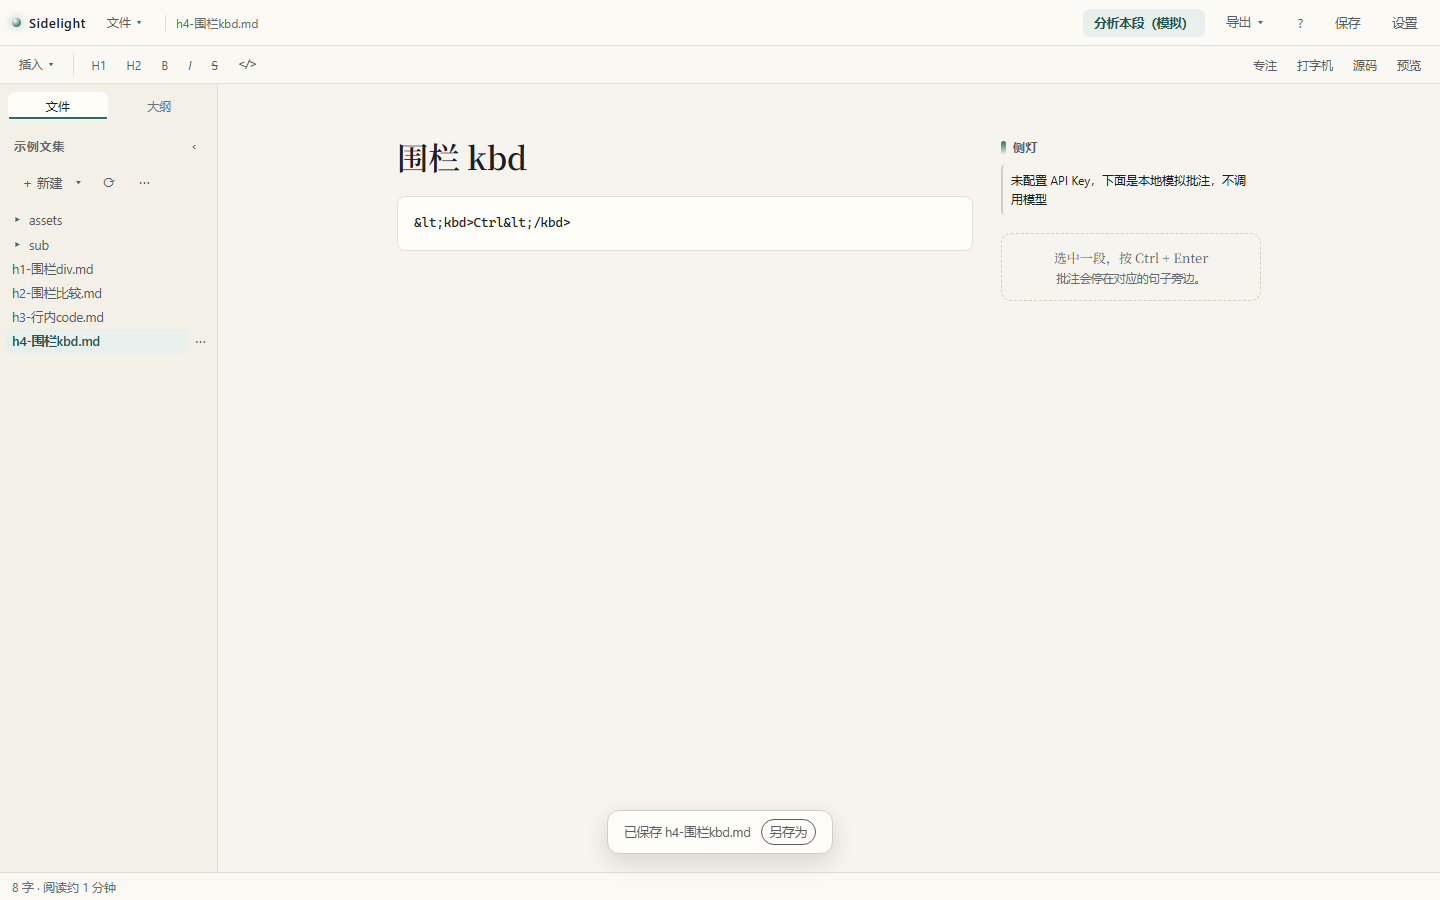 Sidelight 文件 h4-围栏kbd.md 分析本段（模拟） 导出 ? 保存 设置
插入 H1 H2 B I S </> 专注 打字机 源码 预览
文件 大纲
示例文集 ‹
+ 新建 ⟳ ···
assets
sub
h1-围栏div.md
h2-围栏比较.md
h3-行内code.md
h4-围栏kbd.md ···
围栏 kbd
&lt;kbd>Ctrl&lt;/kbd>
侧灯
未配置 API Key，下面是本地模拟批注，不调
用模型
选中一段，按 Ctrl + Enter
批注会停在对应的句子旁边。
已保存 h4-围栏kbd.md 另存为
8 字 · 阅读约 1 分钟